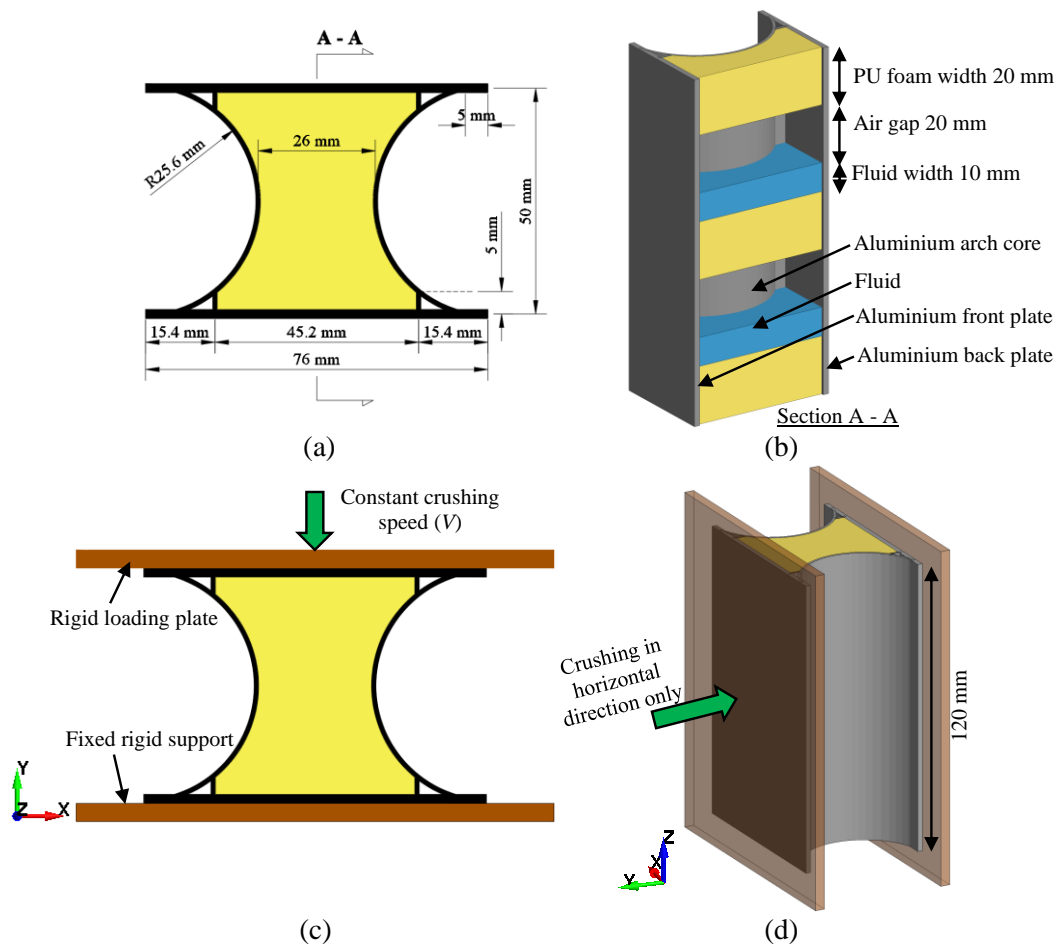 A - A
5 mm
26 mm
R25.6 mm
50 mm
5 mm
15.4 mm
45.2 mm
15.4 mm
76 mm
(a)
PU foam width 20 mm
Air gap 20 mm
Fluid width 10 mm
Aluminium arch core
Fluid
Aluminium front plate
Aluminium back plate
Section A - A
(b)
Constant crushing
speed (V)
Rigid loading plate
Fixed rigid support
Y
Z
X
(c)
Crushing in
horizontal
direction only
120 mm
Z
X
Y
(d)